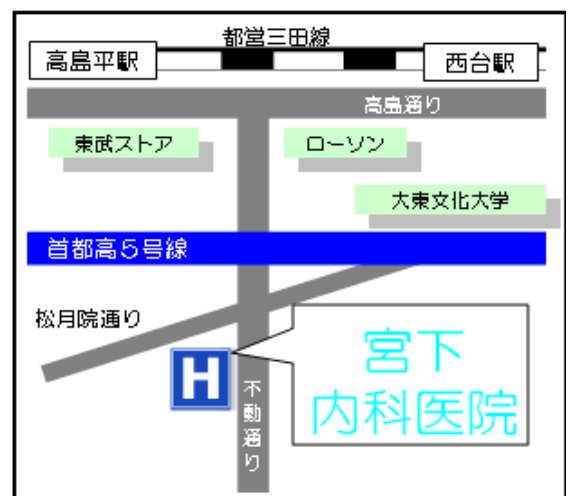 都営三田線
高島平駅
西台駅
高島通り
東武ストア
ローソン
大東文化大学
首都高5号線
松月院通り
宮下
内科医院
H
不動通り